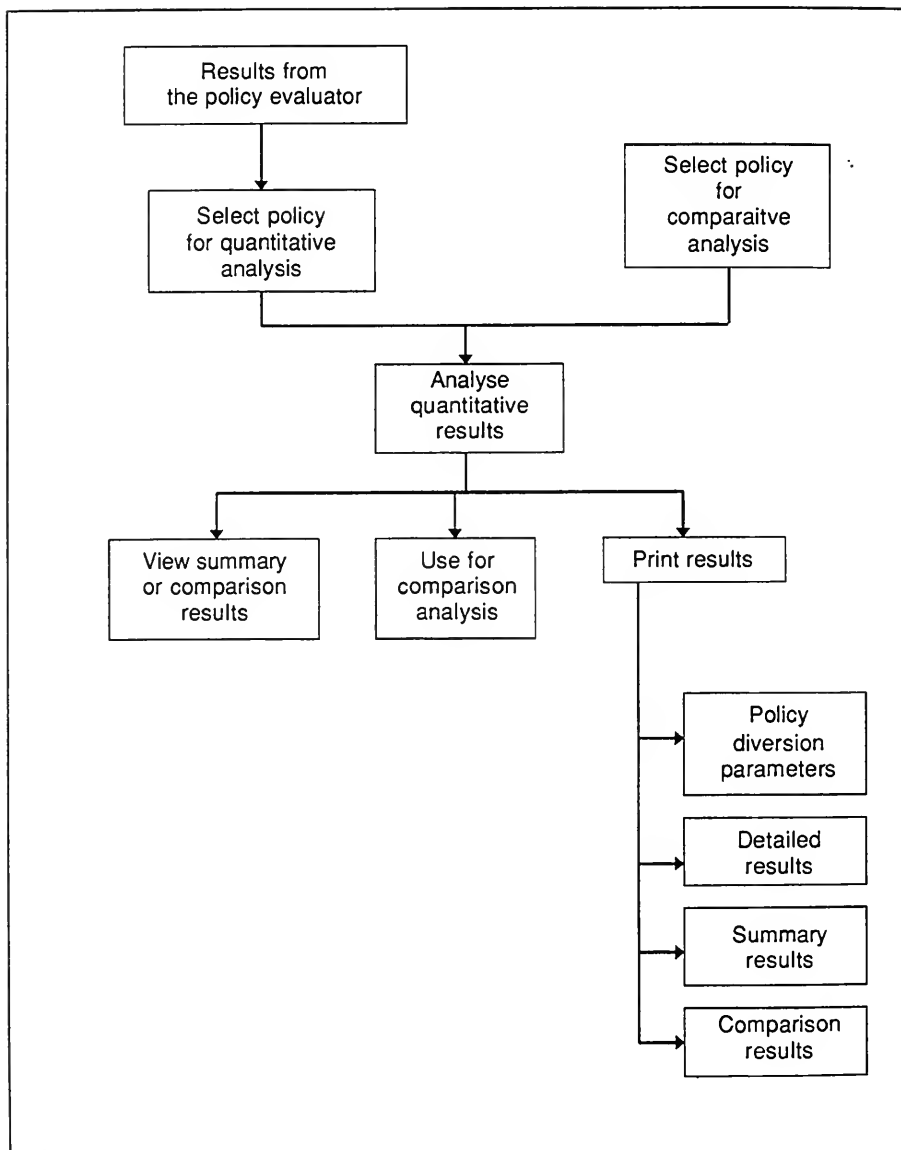 Results from
the policy evaluator
Select policy
for
comparaitve
analysis
Select policy
for quantitative
analysis
Analyse
quantitative
results
View summary
or comparison
results
Use for
comparison
analysis
Print results
Policy
diversion
parameters
Detailed
results
Summary
results
Comparison
results